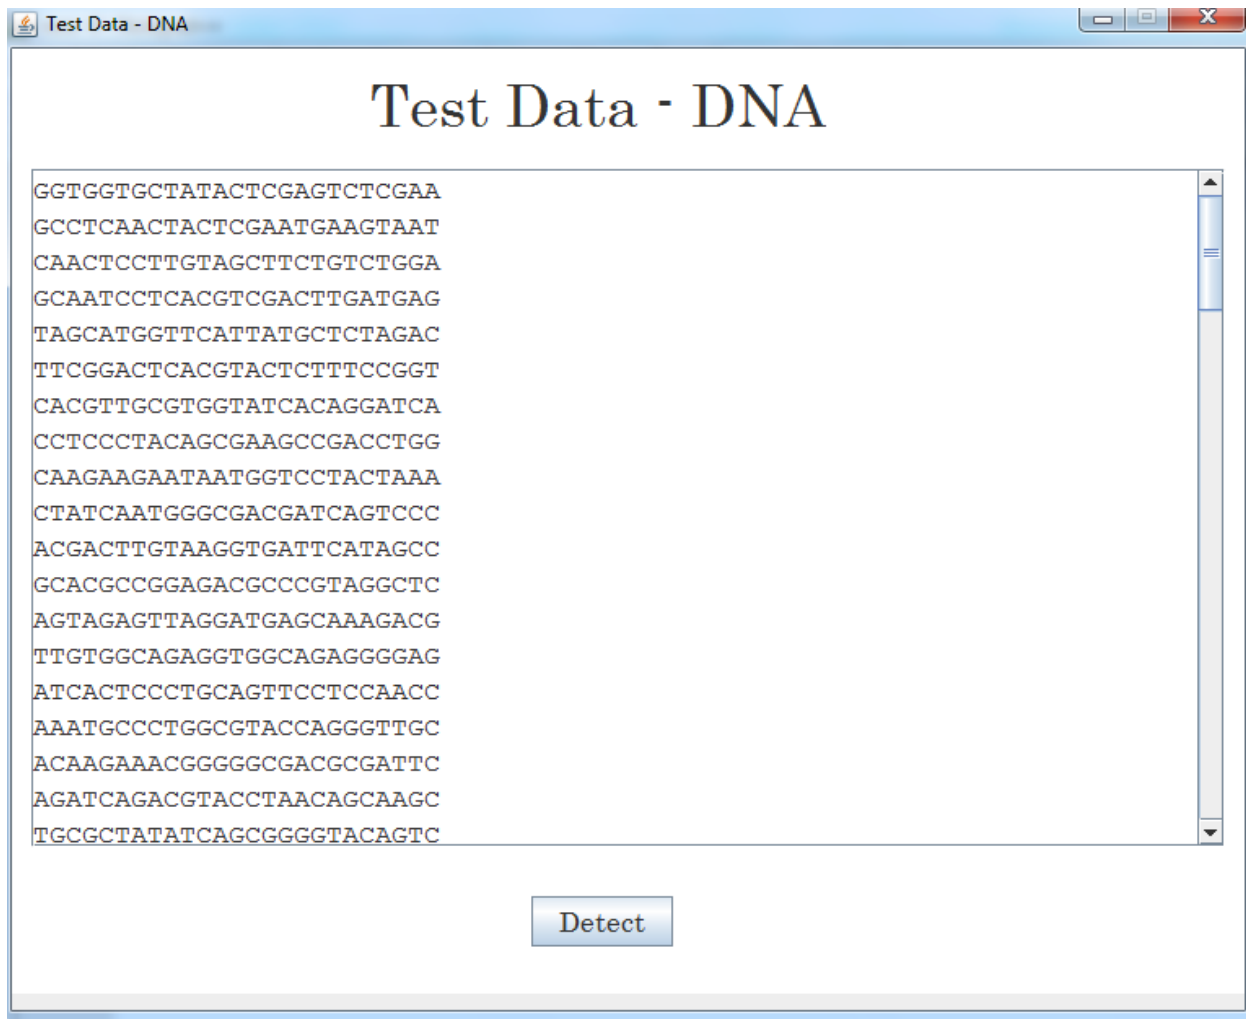 Test Data - DNA
Test Data - DNA
GGTGGTGCTATACTCGAGTCTCGAA
GCCTCAACTACTCGAATGAAGTAAT
CAACTCCTTGTAGCTTCTGTCTGGA
GCAATCCTCACGTCGACTTGATGAG
TAGCATGGTTCATTATGCTCTAGAC
TTCGGACTCACGTACTCTTTCCGGT
CACGTTGCGTGGTATCACAGGATCA
CCTCCCTACAGCGAAGCCGACCTGG
CAAGAAGAATAATGGTCCTACTAAA
CTATCAATGGGCGACGATCAGTCCC
ACGACTTGTAAGGTGATTCATAGCC
GCACGCCGGAGACGCCCGTAGGCTC
AGTAGAGTTAGGATGAGCAAAGACG
TTGTGGCAGAGGTGGCAGAGGGGAG
ATCACTCCCTGCAGTTCCTCCAACC
AAATGCCCTGGCGTACCAGGGTTGC
ACAAGAAACGGGGGCGACGCGATTC
AGATCAGACGTACCTAACAGCAAGC
TGCGCTATATCAGCGGGGTACAGTC
Detect